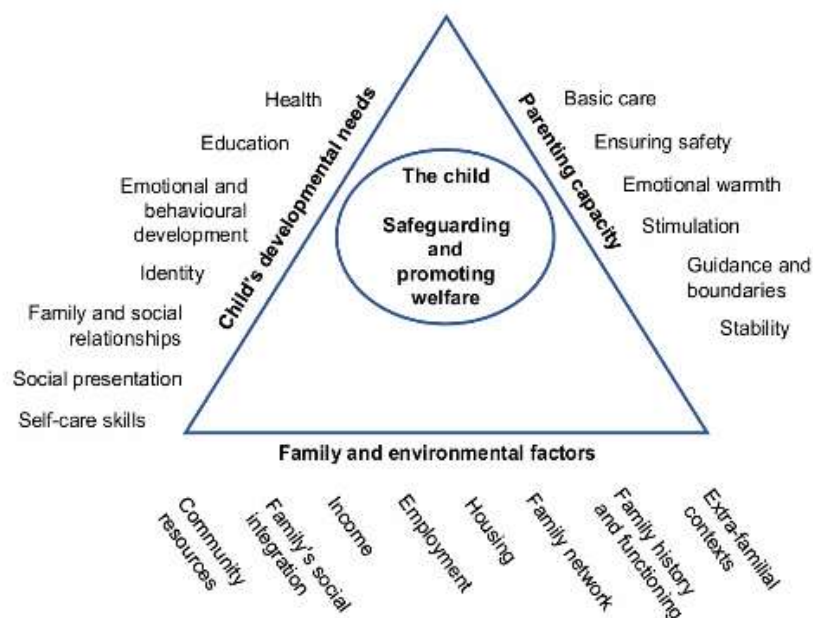 Health
Education
Emotional and
behavioural
development
Identity
Family and social
relationships
Social presentation
Self-care skills
Child's developmental needs
The child
Safeguarding
and
promoting
welfare
Parenting capacity
Basic care
Ensuring safety
Emotional warmth
Stimulation
Guidance and
boundaries
Stability
Family and environmental factors
Community
resources
Family's social
integration
Income
Employment
Housing
Family network
Family history
and functioning
Extra-familial
contexts